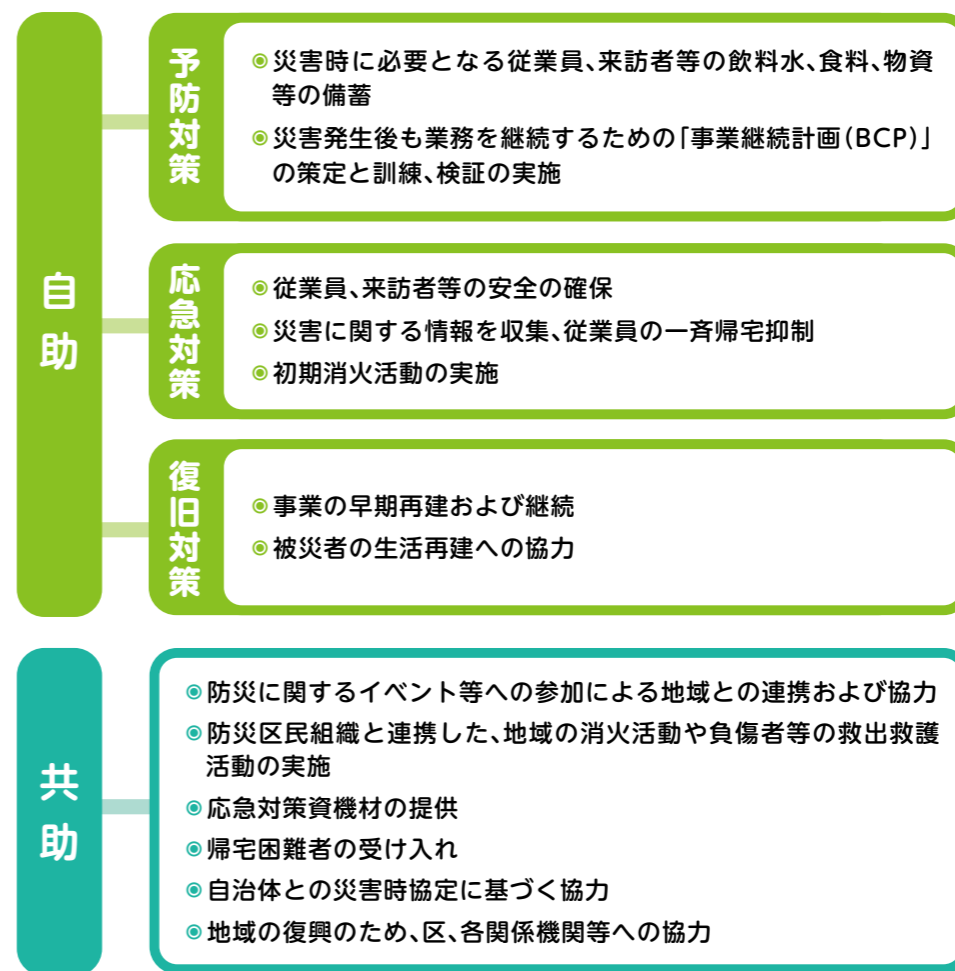 自助
予防対策
◉災害時に必要となる従業員、来訪者等の飲料水、食料、物資
等の備蓄
◉災害発生後も業務を継続するための「事業継続計画(BCP)」
の策定と訓練、検証の実施
応急対策
◉従業員、来訪者等の安全の確保
◉災害に関する情報を収集、従業員の一斉帰宅抑制
◉初期消火活動の実施
復旧対策
◉事業の早期再建および継続
◉被災者の生活再建への協力
共助
◉防災に関するイベント等への参加による地域との連携および協力
◉防災区民組織と連携した、地域の消火活動や負傷者等の救出救護
活動の実施
◉応急対策資機材の提供
◉帰宅困難者の受け入れ
◉自治体との災害時協定に基づく協力
◉地域の復興のため、区、各関係機関等への協力